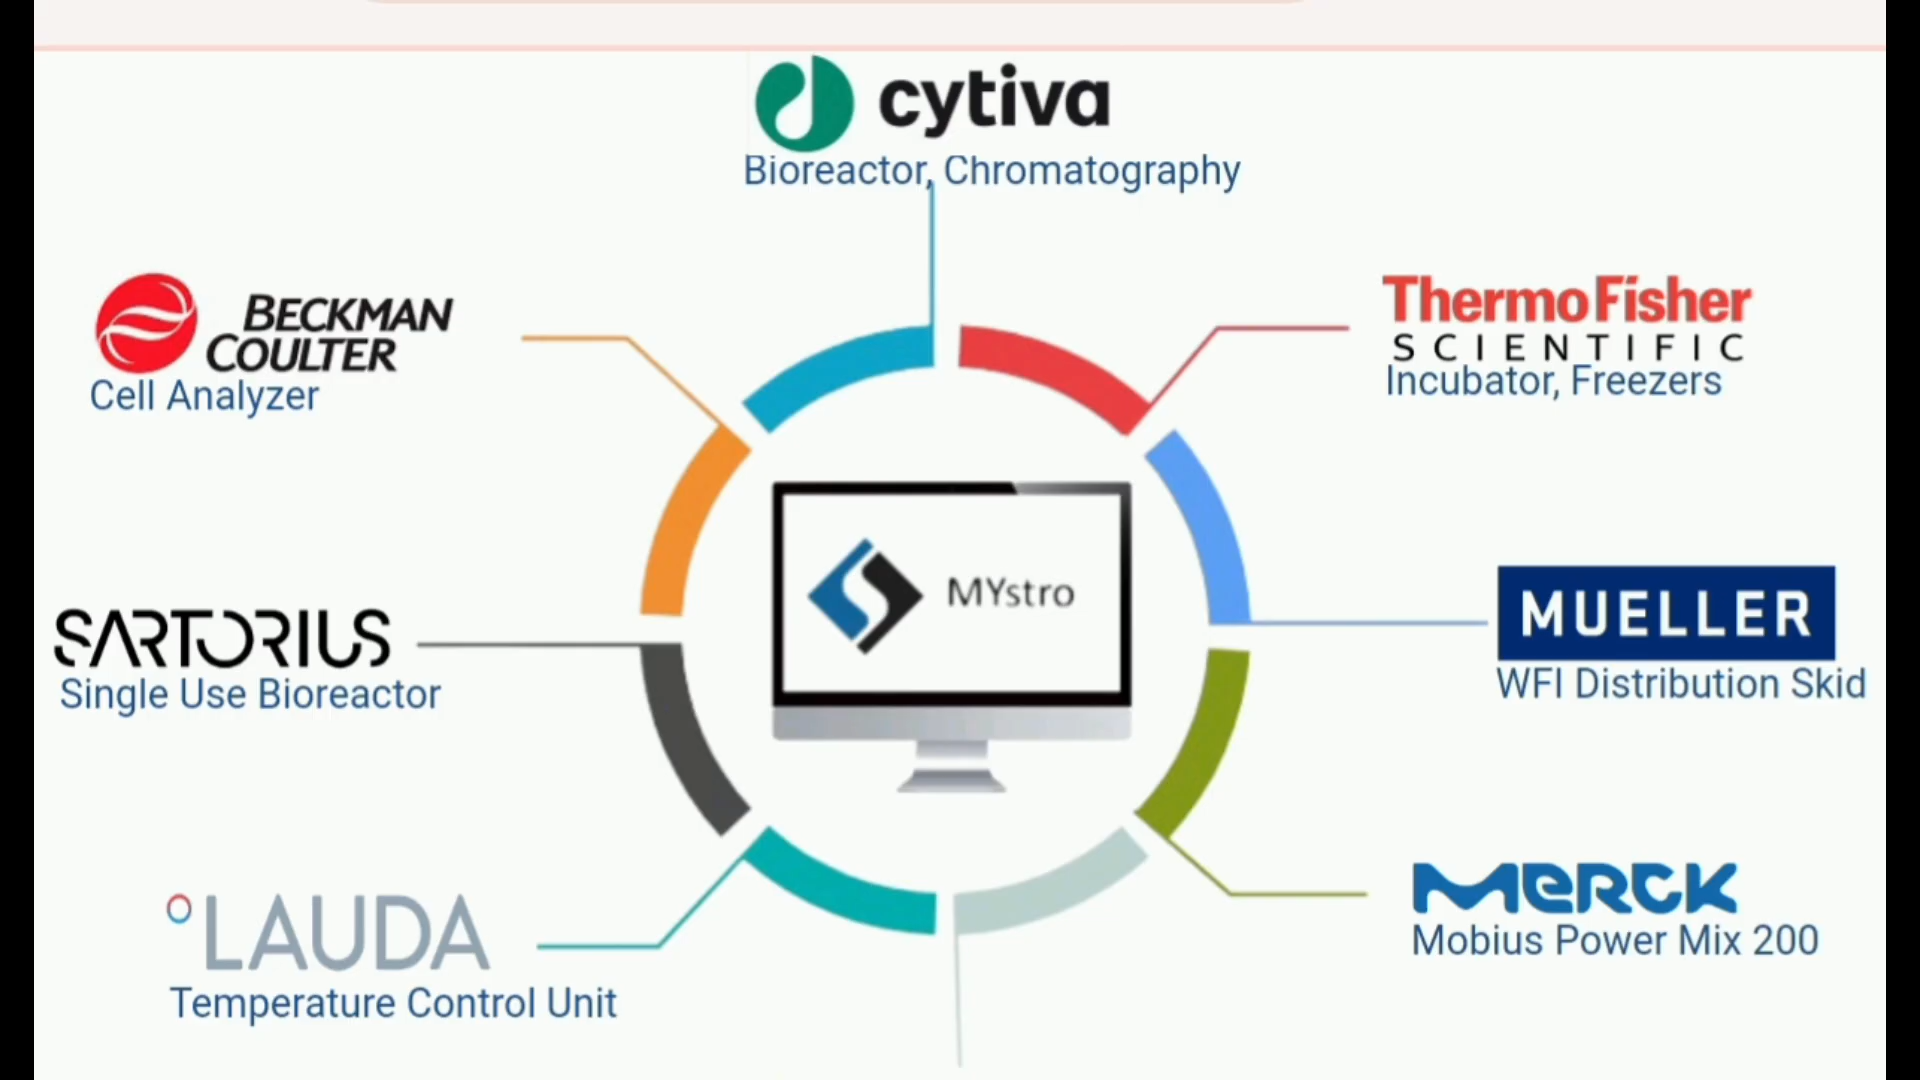 cytiva
Bioreactor, Chromatography
BECKMAN
COULTER
Cell Analyzer
ThermoFisher
SCIENTIFIC
Incubator, Freezers
MYstro
SARTORIUS
Single Use Bioreactor
MUELLER
WFI Distribution Skid
LAUDA
Temperature Control Unit
MERCK
Mobius Power Mix 200